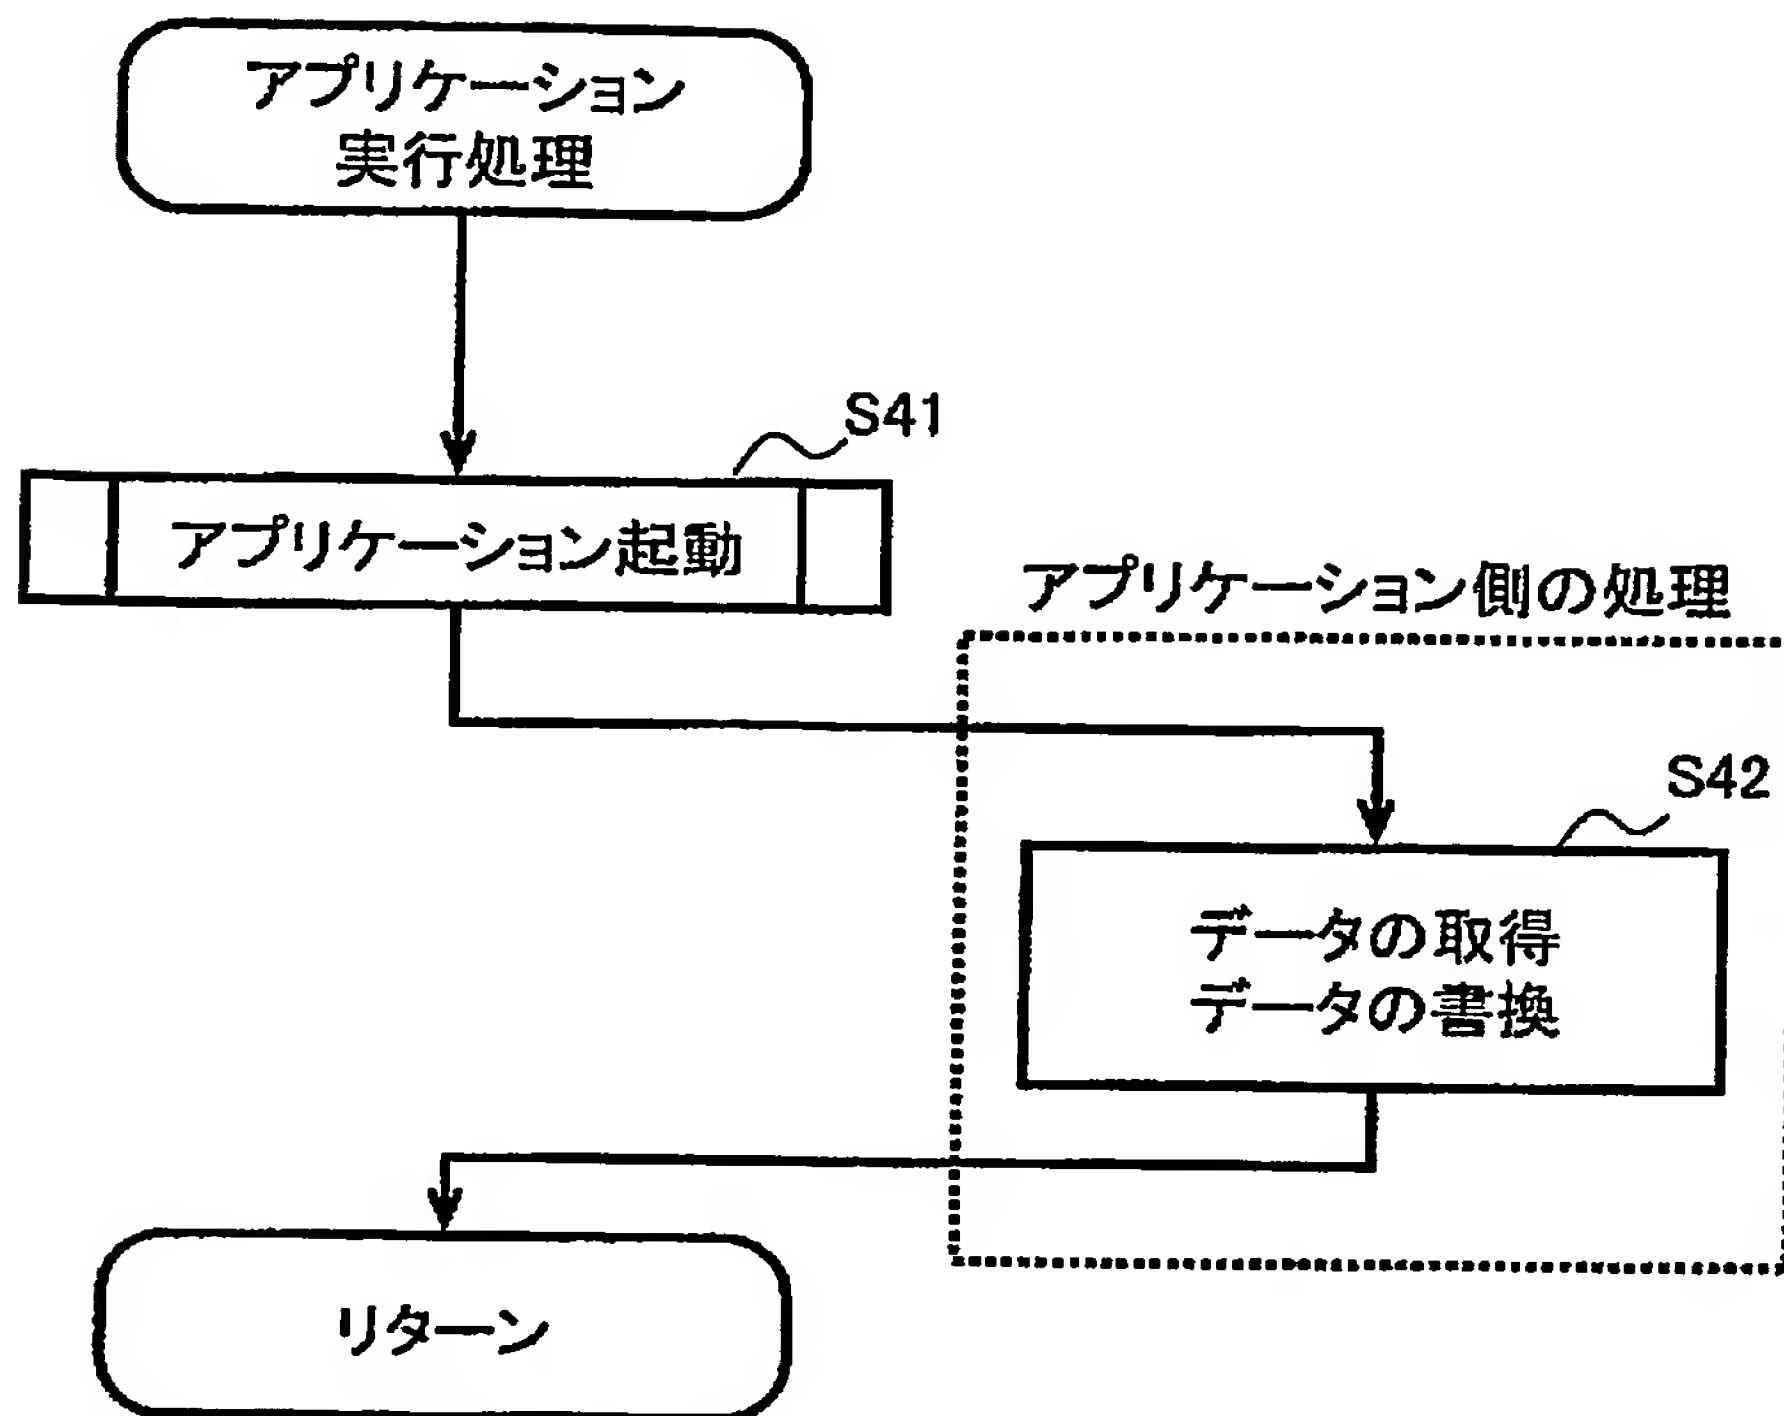 アプリケーション
実行処理
S41
アプリケーション起動
アプリケーション側の処理
S42
データの取得
データの書換
リターン